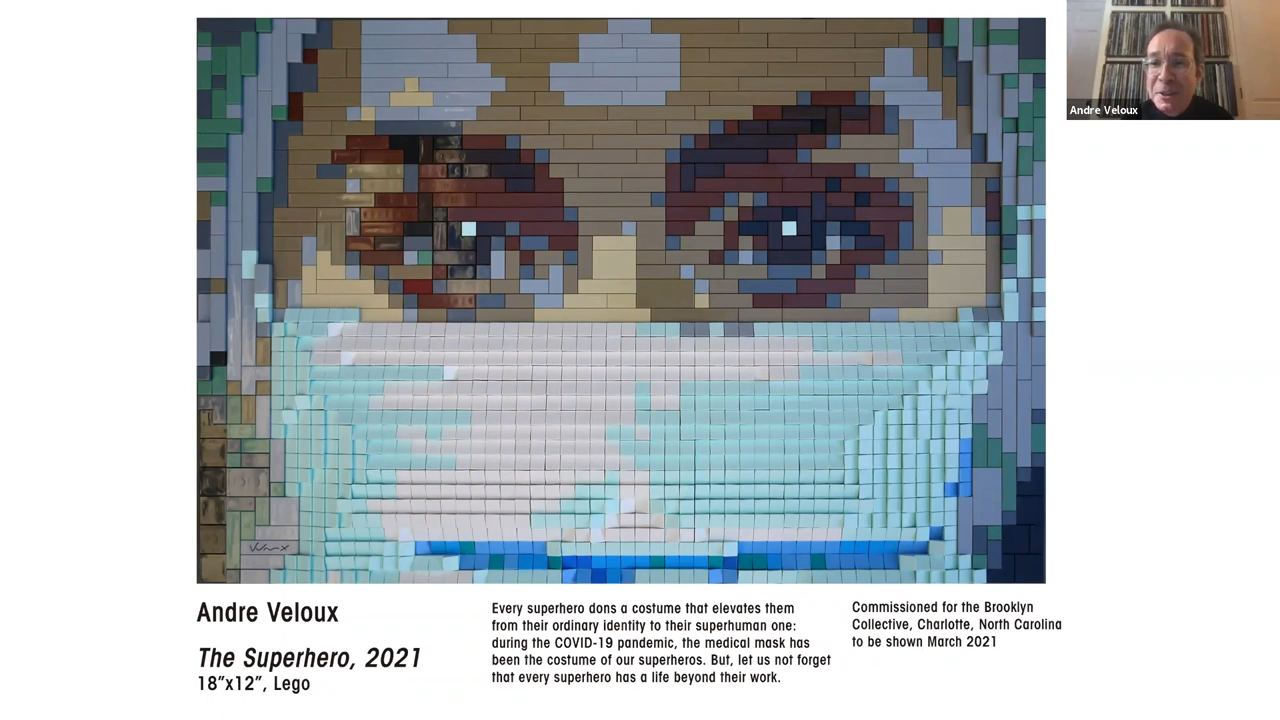 Andre Veloux
Andre Veloux
The Superhero, 2021
18"x12", Lego
Every superhero dons a costume that elevates them
from their ordinary identity to their superhuman one:
during the COVID-19 pandemic, the medical mask has
been the costume of our superheros. But, let us not forget
that every superhero has a life beyond their work.
Commissioned for the Brooklyn
Collective, Charlotte, North Carolina
to be shown March 2021